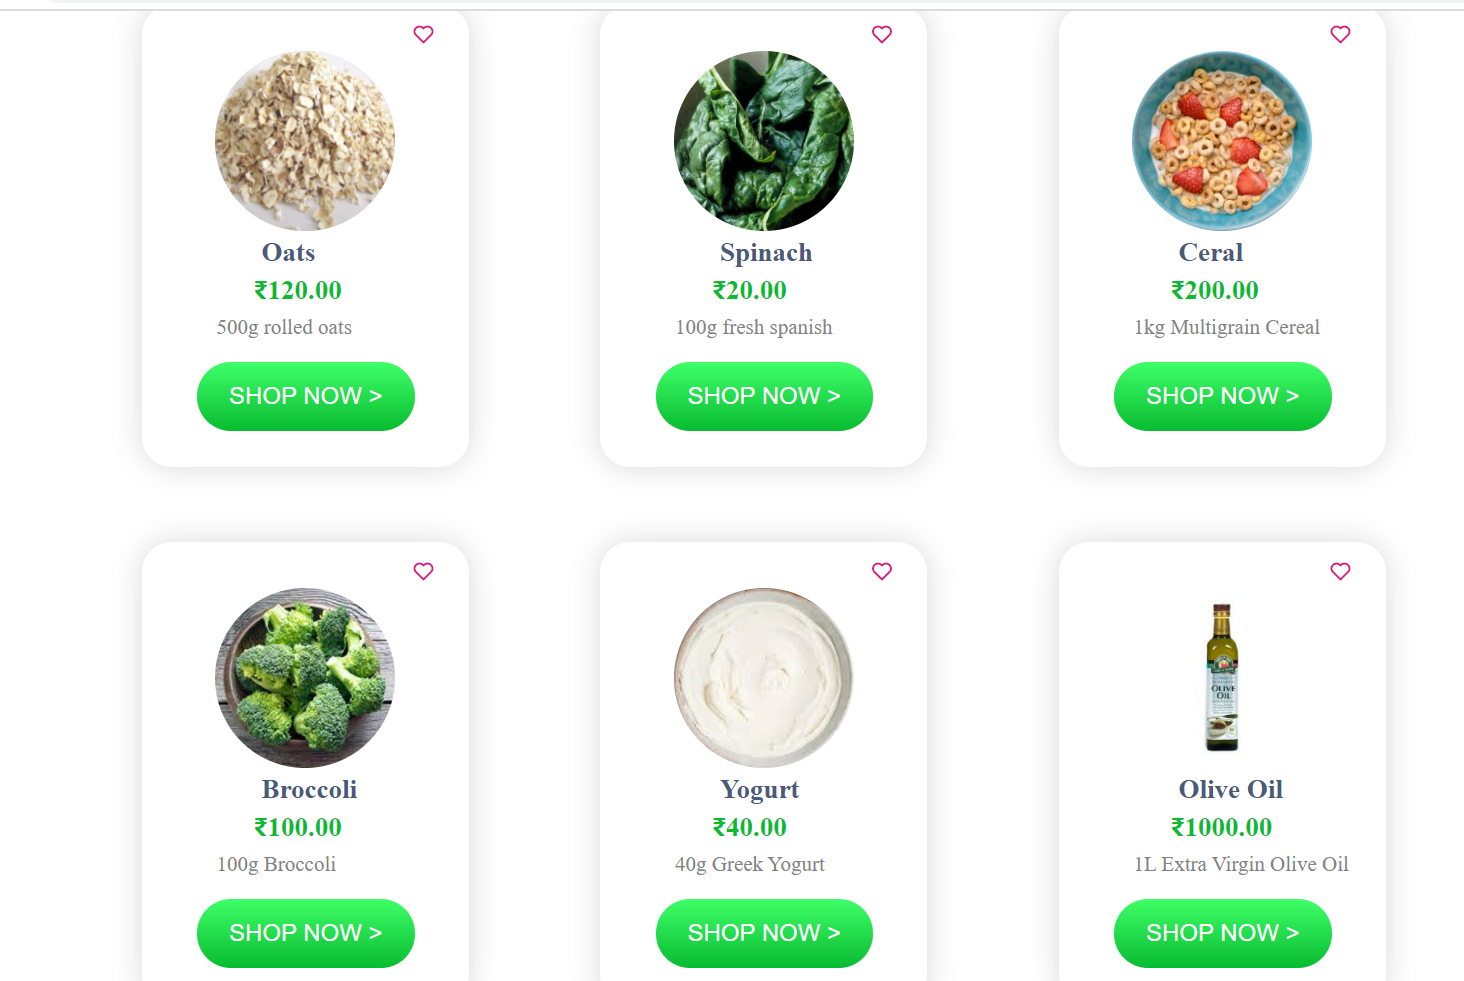 Oats
₹120.00
500g rolled oats
SHOP NOW >
Spinach
₹20.00
100g fresh spanish
SHOP NOW >
Ceral
₹200.00
1kg Multigrain Cereal
SHOP NOW >
Broccoli
₹100.00
100g Broccoli
SHOP NOW >
Yogurt
₹40.00
40g Greek Yogurt
SHOP NOW >
OLIVE
OIL
Olive Oil
₹1000.00
1L Extra Virgin Olive Oil
SHOP NOW >